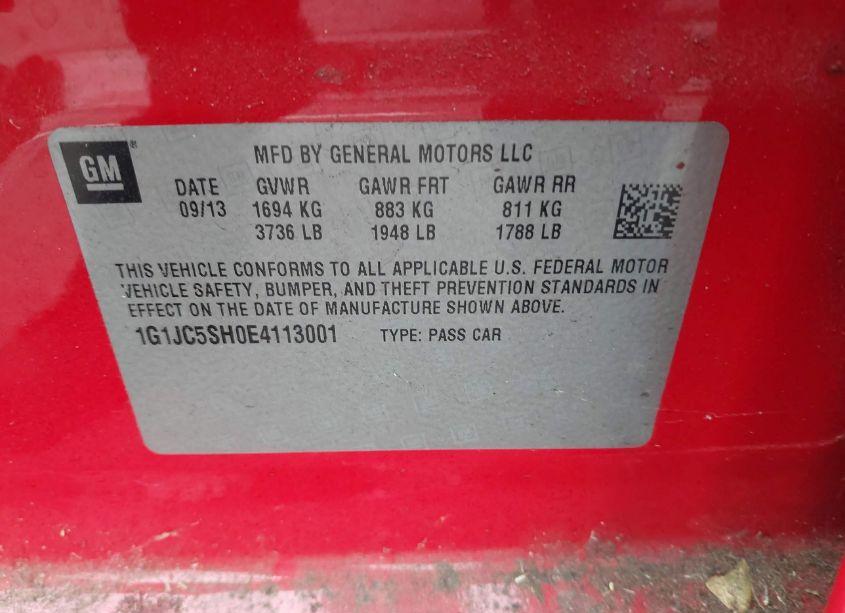 GM ®
MFD BY GENERAL MOTORS LLC
DATE GVWR GAWR FRT GAWR RR
09/13 1694 KG 883 KG 811 KG
3736 LB 1948 LB 1788 LB
THIS VEHICLE CONFORMS TO ALL APPLICABLE U.S. FEDERAL MOTOR
VEHICLE SAFETY, BUMPER, AND THEFT PREVENTION STANDARDS IN
EFFECT ON THE DATE OF MANUFACTURE SHOWN ABOVE.
1G1JC5SH0E4113001 TYPE: PASS CAR